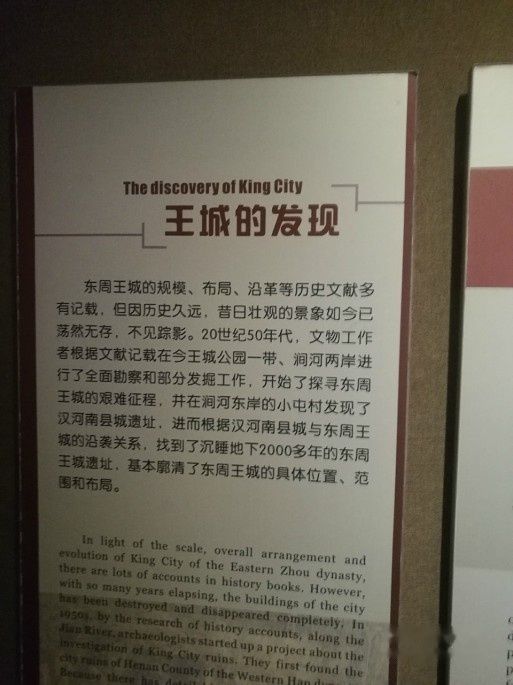 The discovery of King City
王城的发现
东周王城的规模、布局、沿革等历史文献多
有记载，但因历史久远，昔日壮观的景象如今已
荡然无存，不见踪影。20世纪50年代，文物工作
者根据文献记载在今王城公园一带、涧河两岸进
行了全面勘察和部分发掘工作，开始了探寻东周
王城的艰难征程，并在涧河东岸的小屯村发现了
汉河南县城遗址，进而根据汉河南县城与东周王
城的沿袭关系，找到了沉睡地下2000多年的东周
王城遗址，基本廓清了东周王城的具体位置、范
围和布局。
In light of the scale, overall arrangement and
evolution of King City of the Eastern Zhou dynasty,
there are lots of accounts in history books. However,
with so many years elapsing, the buildings of the city
has been destroyed and disappeared completely. In
1950s, by the research of history accounts, along the
Jian River, archaeologists started up a project about the
investigation of King City ruins. They first found the
city ruins of Henan County of the Western Han
Because there has